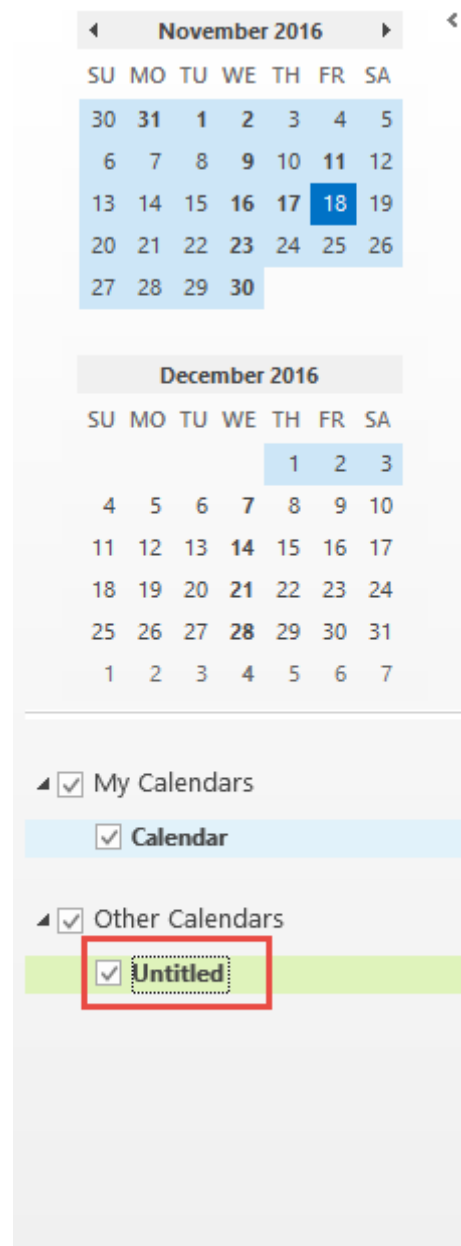 November 2016
SU MO TU WE TH FR SA
30 31 1 2 3 4 5
6 7 8 9 10 11 12
13 14 15 16 17 18 19
20 21 22 23 24 25 26
27 28 29 30
December 2016
SU MO TU WE TH FR SA
1 2 3
4 5 6 7 8 9 10
11 12 13 14 15 16 17
18 19 20 21 22 23 24
25 26 27 28 29 30 31
1 2 3 4 5 6 7
My Calendars
Calendar
Other Calendars
Untitled